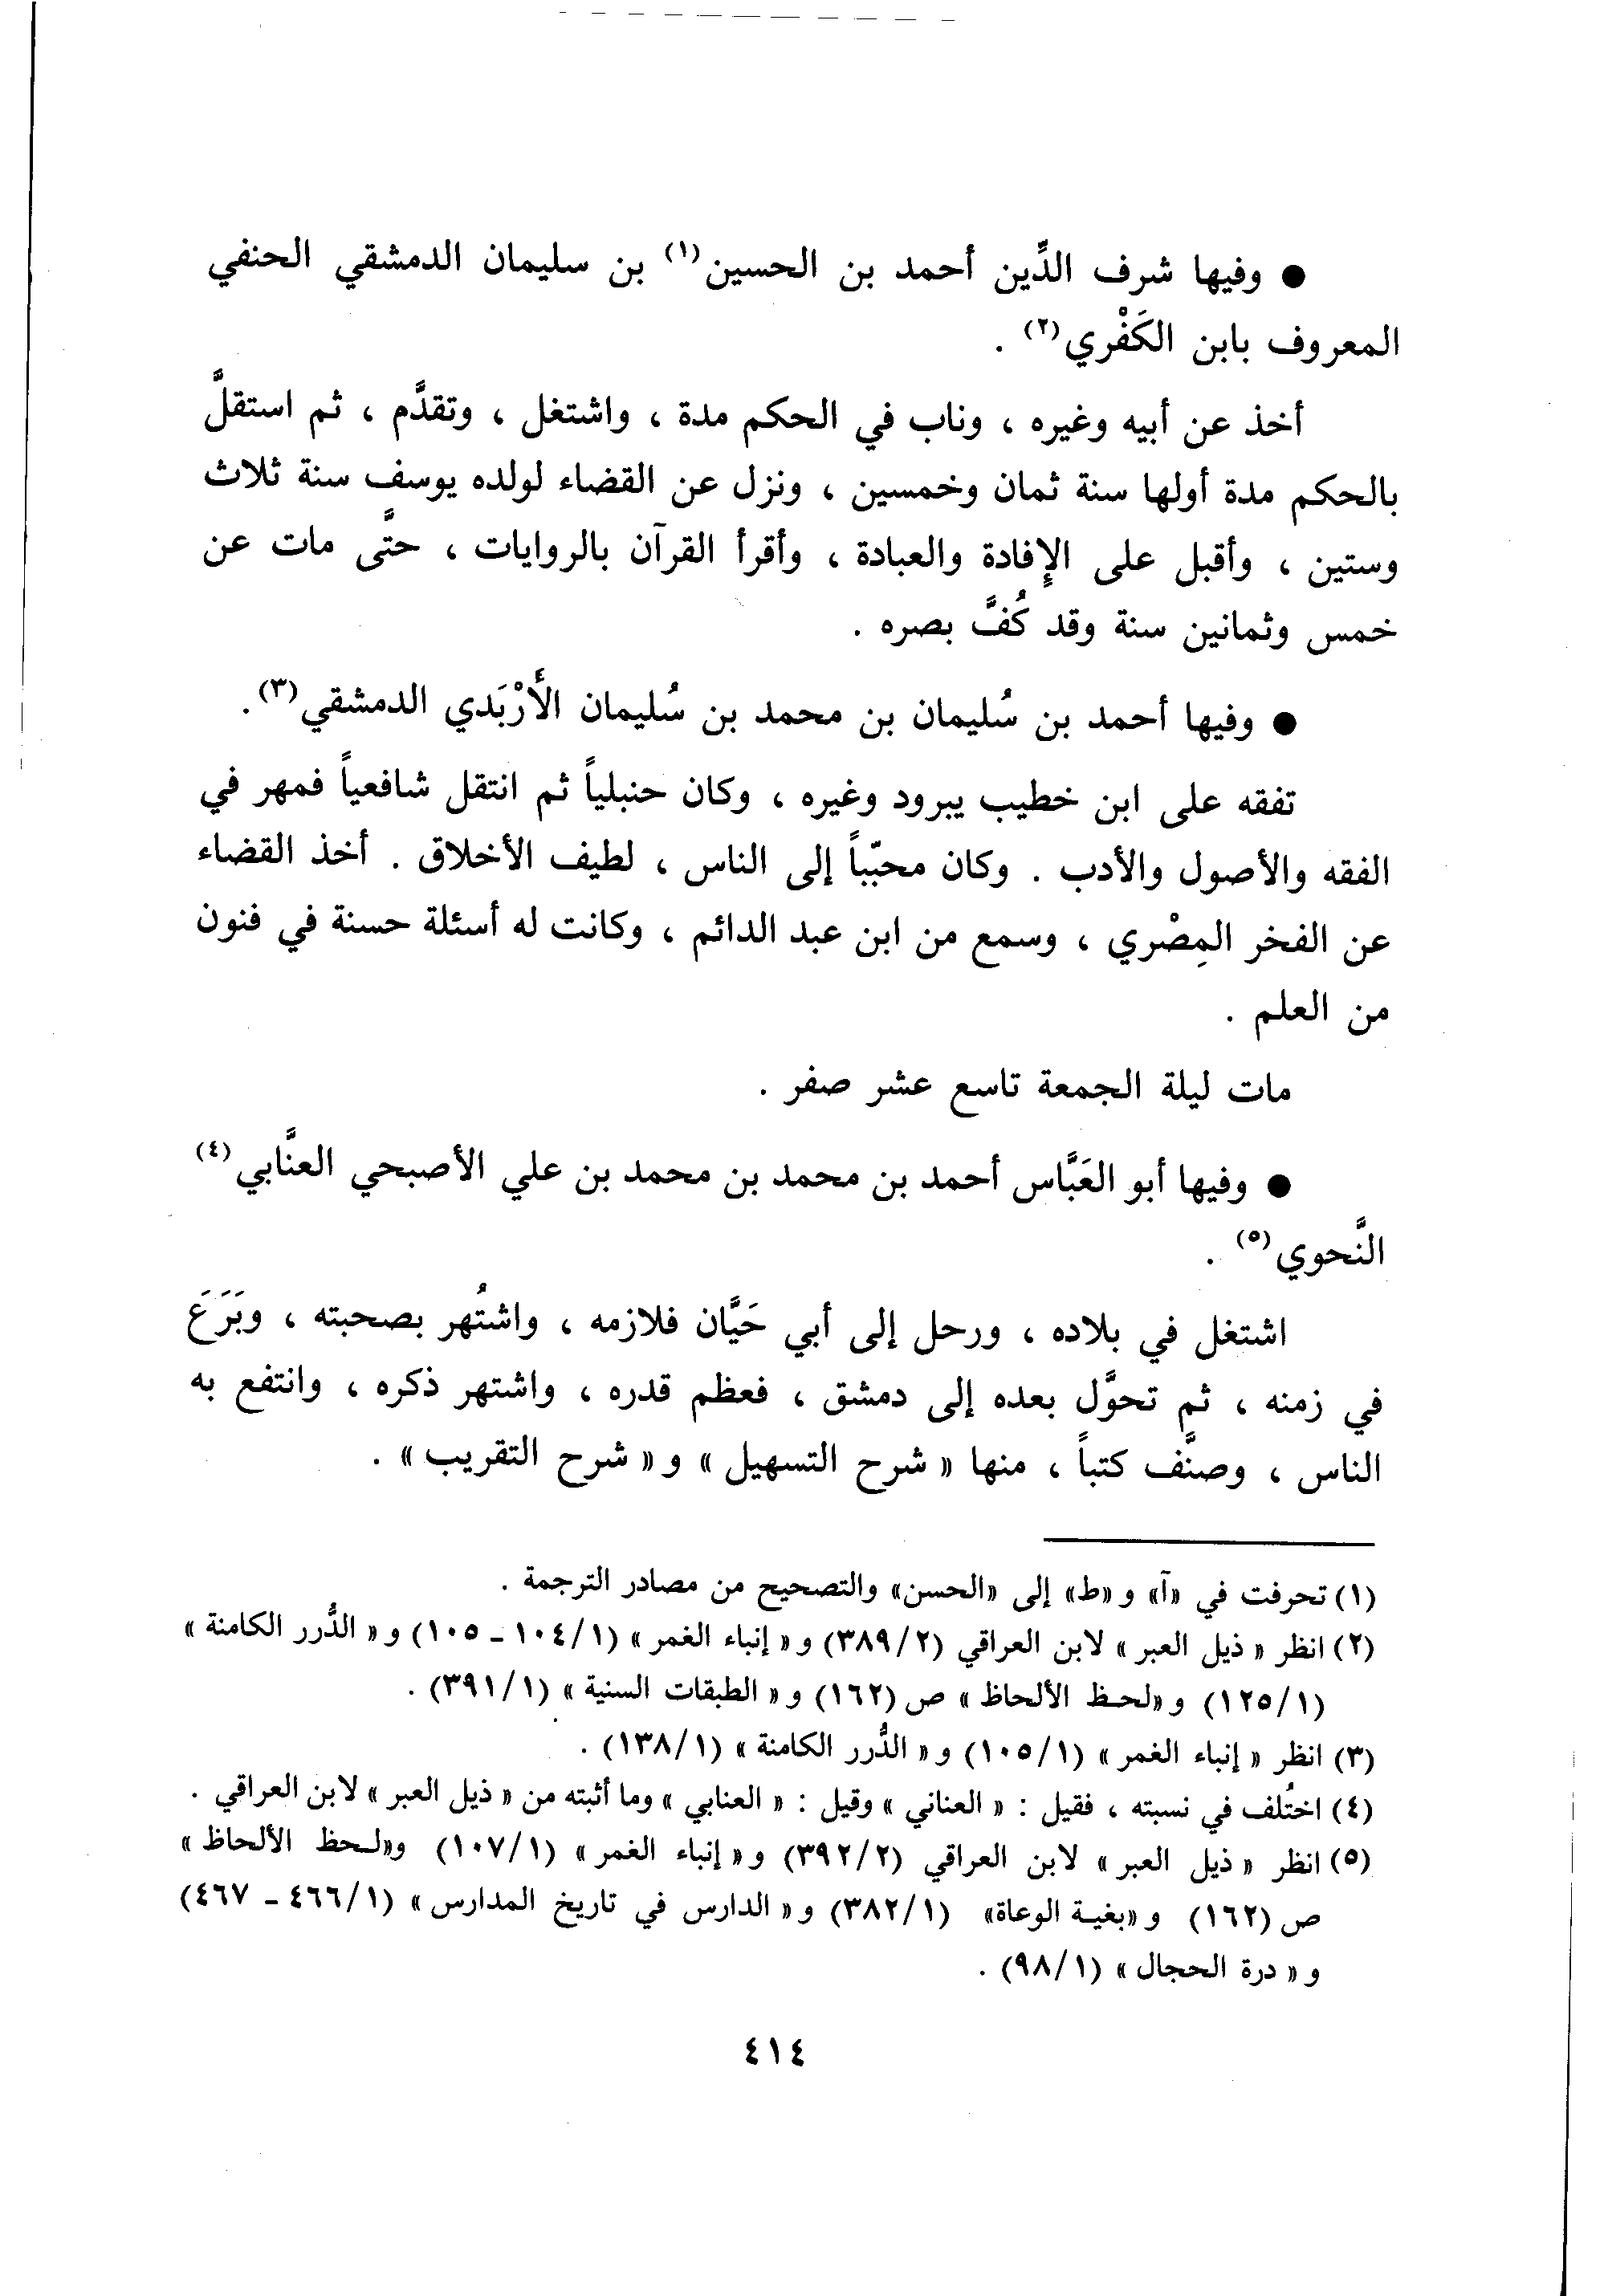 ● وفيها شرف الدِّين أحمد بن الحسين(١) بن سليمان الدمشقي الحنفي
المعروف بابن الكَفْري(٢) .
أخذ عن أبيه وغيره ، وناب في الحكم مدة ، واشتغل ، وتقدَّم ، ثم استقلَّ
بالحكم مدة أولها سنة ثمان وخمسين ، ونزل عن القضاء لولده يوسف سنة ثلاث
وستين ، وأقبل على الإفادة والعبادة ، وأقرأ القرآن بالروايات ، حتَّى مات عن
خمس وثمانين سنة وقد كُفَّ بصره .
● وفيها أحمد بن سُليمان بن محمد بن سُليمان الأَرْبَدي الدمشقي(٣).
تفقه على ابن خطيب يبرود وغيره ، وكان حنبلياً ثم انتقل شافعياً فمهر في
الفقه والأصول والأدب . وكان محبّباً إلى الناس ، لطيف الأخلاق . أخذ القضاء
عن الفخر المِصْري ، وسمع من ابن عبد الدائم ، وكانت له أسئلة حسنة في فنون
من العلم .
مات ليلة الجمعة تاسع عشر صفر .
● وفيها أبو العَبَّاس أحمد بن محمد بن محمد بن علي الأصبحي العنَّابي(٤)
النَّحوي(٥) .
اشتغل في بلاده ، ورحل إلى أبي حَيَّان فلازمه ، واشتُهر بصحبته ، وبَرَعَ
في زمنه ، ثم تحوَّل بعده إلى دمشق ، فعظم قدره ، واشتهر ذكره ، وانتفع به
الناس ، وصنَّف كتباً ، منها « شرح التسهيل » و « شرح التقريب » .
(١) تحرفت في «آ» و «ط» إلى «الحسن» والتصحيح من مصادر الترجمة .
(٢) انظر « ذيل العبر » لابن العراقي (٣٨٩/٢) و « إنباء الغمر » (١٠٤/١ - ١٠٥) و « الدُّرر الكامنة »
(١٢٥/١) و «لحظ الألحاظ » ص (١٦٢) و « الطبقات السنية » (٣٩١/١) .
(٣) انظر « إنباء الغمر » (١٠٥/١) و « الدُّرر الكامنة » (١٣٨/١) .
(٤) اختُلف في نسبته ، فقيل : « العناني » وقيل : « العنابي » وما أثبته من « ذيل العبر » لابن العراقي .
(٥) انظر « ذيل العبر » لابن العراقي (٣٩٢/٢) و « إنباء الغمر » (١٠٧/١) و«لحظ الألحاظ »
ص (١٦٢) و «بغية الوعاة» (٣٨٢/١) و « الدارس في تاريخ المدارس » (٤٦٦/١ - ٤٦٧)
و « درة الحجال » (٩٨/١) .
٤١٤